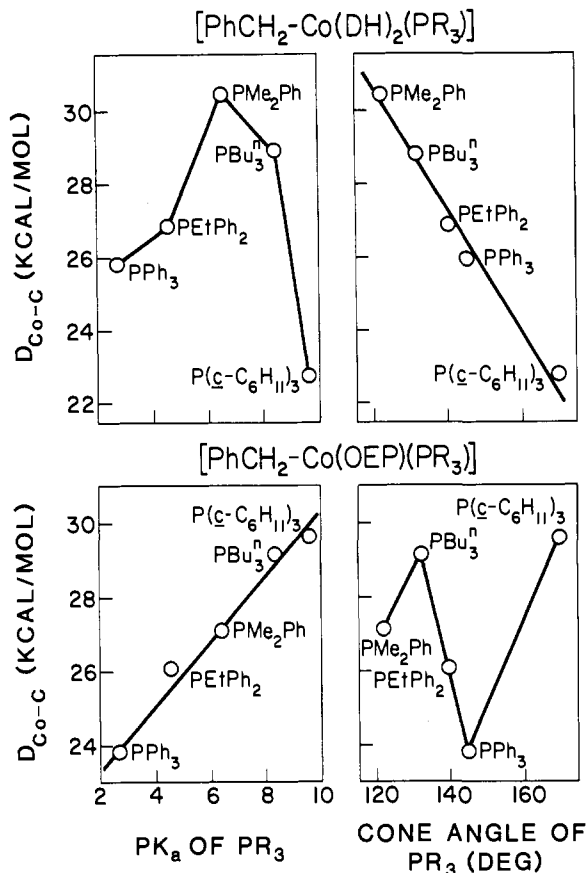 [PhCH2-Co(DH)2(PR3)]
DCo-C (KCAL/MOL)
30
28
26
24
22
PMe2Ph
PBu3n
PEtPh2
PPh3
P(c-C6H11)3
PMe2Ph
PBu3n
PEtPh2
PPh3
P(c-C6H11)3
[PhCH2-Co(OEP)(PR3)]
DCo-C (KCAL/MOL)
30
28
26
24
P(c-C6H11)3
PBu3n
PMe2Ph
PEtPh2
PPh3
2 4 6 8 10
PKa OF PR3
P(c-C6H11)3
PBu3n
PMe2Ph
PEtPh2
PPh3
120 140 160
CONE ANGLE OF
PR3 (DEG)